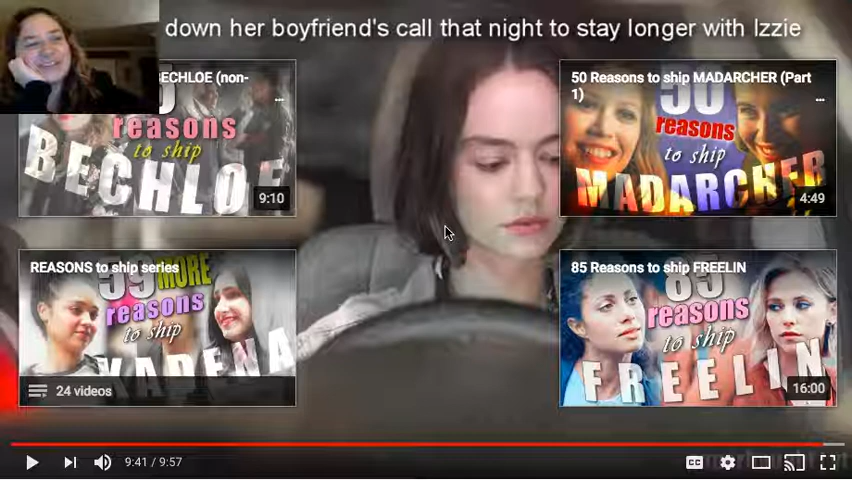 down her boyfriend's call that night to stay longer with Izzie
BECHLOE (non-
reasons
to ship
BECHLOE
9:10
50 Reasons to ship MADARCHER (Part
1)
50
reasons
to ship
MADARCHER
4:49
REASONS to ship series
59 MORE
reasons
to ship
KADENA
24 videos
85 Reasons to ship FREELIN
85
reasons
to ship
FREELIN
16:00
9:41 / 9:57
CC